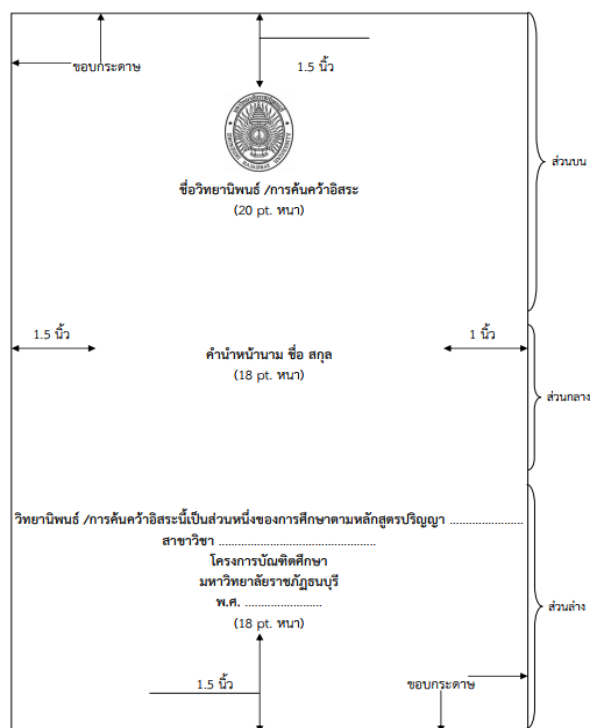 ขอบกระดาษ
1.5 นิ้ว
ชื่อวิทยานิพนธ์ /การค้นคว้าอิสระ
(20 pt. หนา)
ส่วนบน
1.5 นิ้ว
1 นิ้ว
คำนำหน้านาม ชื่อ สกุล
(18 pt. หนา)
ส่วนกลาง
วิทยานิพนธ์ /การค้นคว้าอิสระนี้เป็นส่วนหนึ่งของการศึกษาตามหลักสูตรปริญญา ........................
สาขาวิชา ....................................................
โครงการบัณฑิตศึกษา
มหาวิทยาลัยราชภัฏธนบุรี
พ.ศ. .........................
(18 pt. หนา)
ส่วนล่าง
1.5 นิ้ว
ขอบกระดาษ